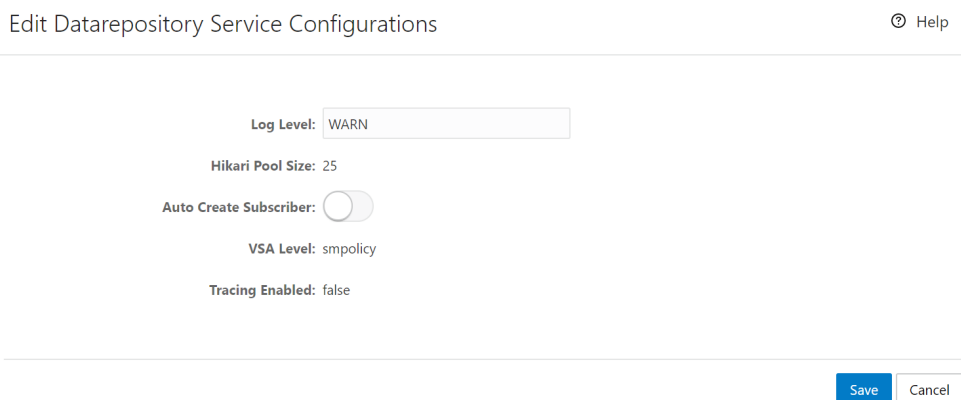 Edit Datarepository Service Configurations
Help
Log Level: WARN
Hikari Pool Size: 25
Auto Create Subscriber:
VSA Level: smpolicy
Tracing Enabled: false
Save
Cancel